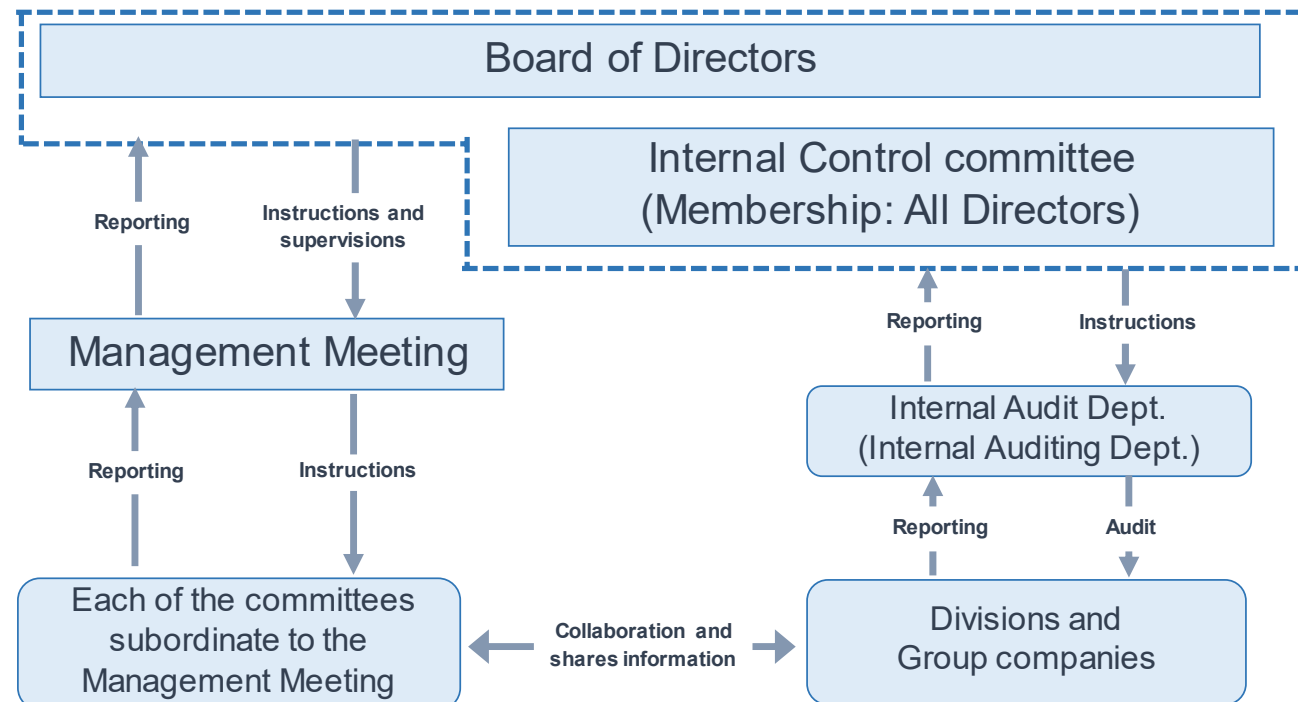 Board of Directors
Internal Control committee
(Membership: All Directors)
Reporting
Instructions and
supervisions
Reporting
Instructions
Management Meeting
Internal Audit Dept.
(Internal Auditing Dept.)
Reporting
Instructions
Reporting
Audit
Each of the committees
subordinate to the
Management Meeting
Collaboration and
shares information
Divisions and
Group companies